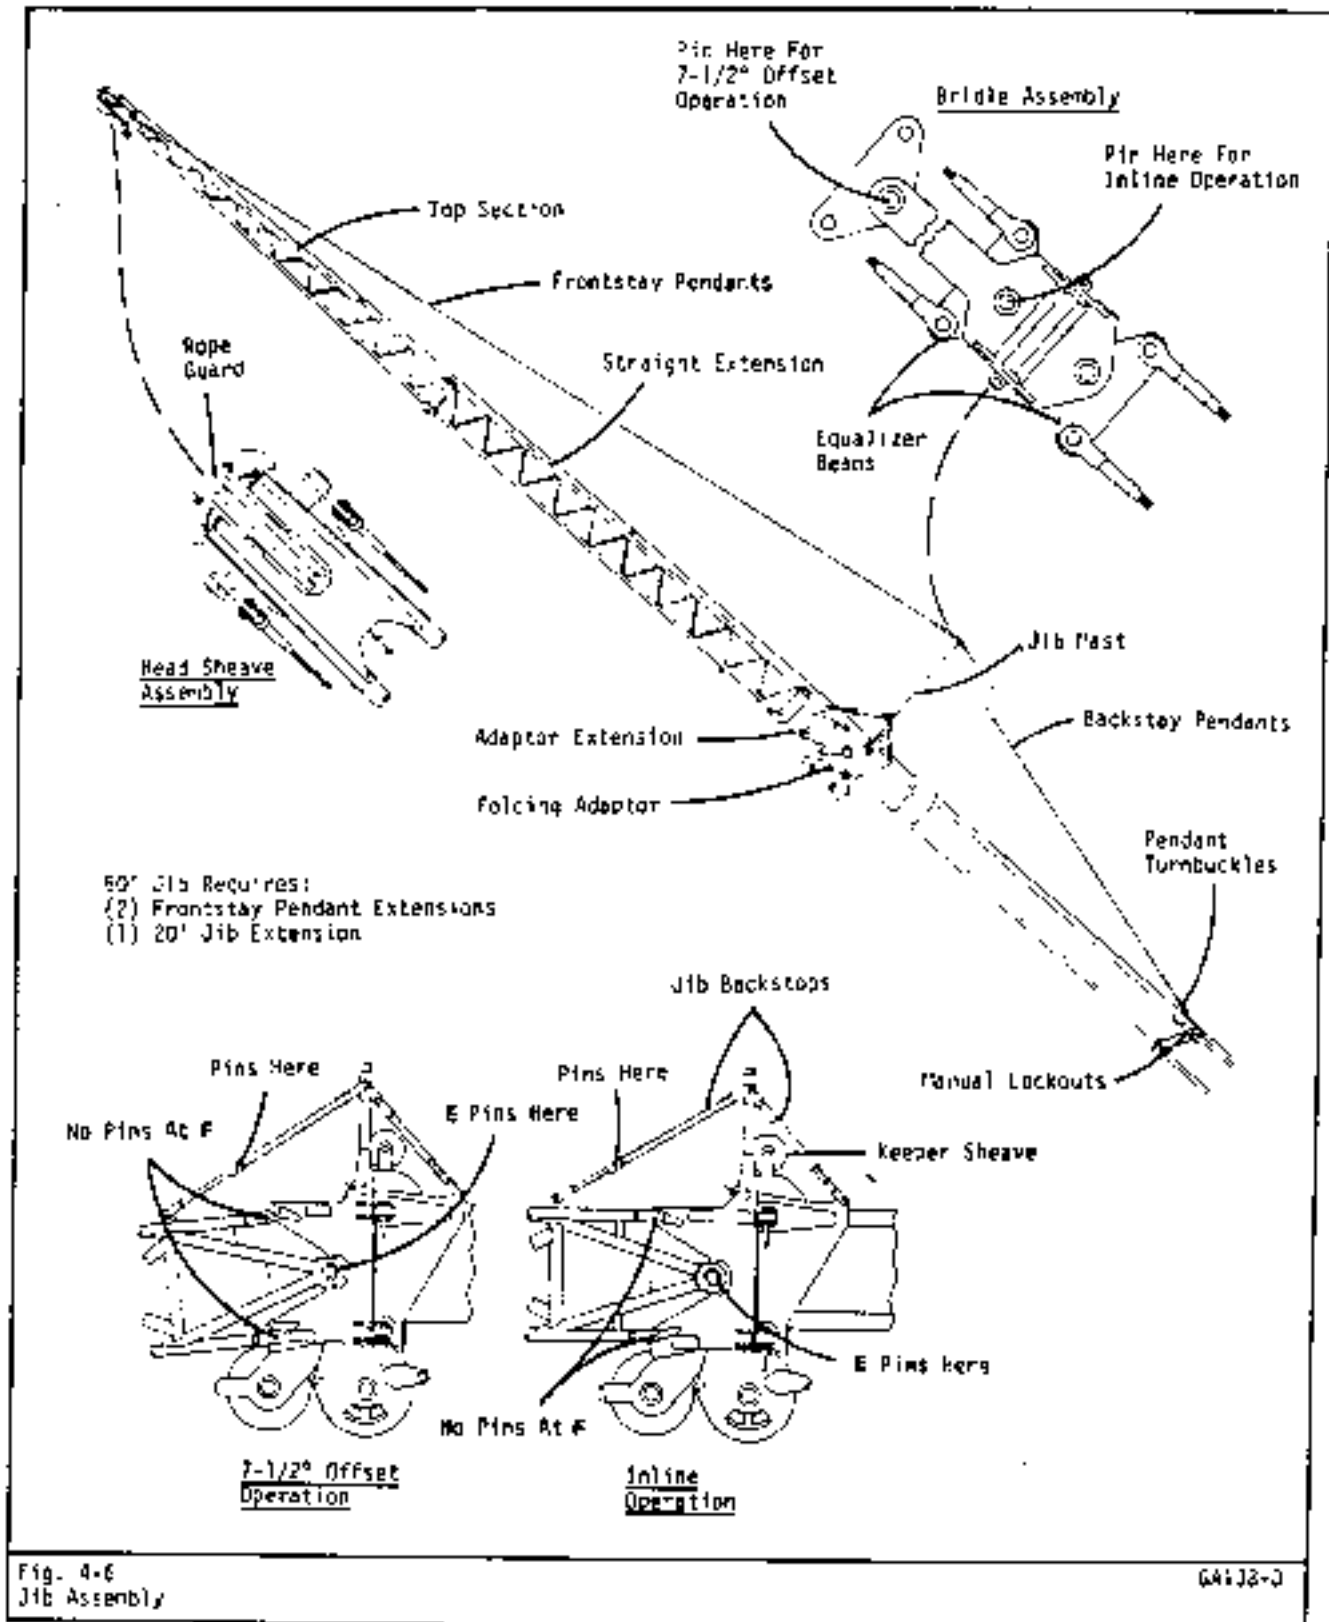 Pin Here For
7-1/2° Offset
Operation
Bridle Assembly
Pin Here For
Inline Operation
Top Section
Frontstay Pendants
Rope
Guard
Straight Extension
Equalizer
Beams
Head Sheave
Assembly
Jib Mast
Adaptor Extension
Backstay Pendants
Folding Adaptor
Pendant
Turnbuckles
Jib Requires:
(2) Frontstay Pendant Extensions
(1) 20' Jib Extension
Jib Backstops
Manual Lockouts
Pins Here
Pins Here
E Pins Here
No Pins At F
Keeper Sheave
E Pins Here
No Pins At F
7-1/2° Offset
Operation
Inline
Operation
Fig. 4-6
Jib Assembly